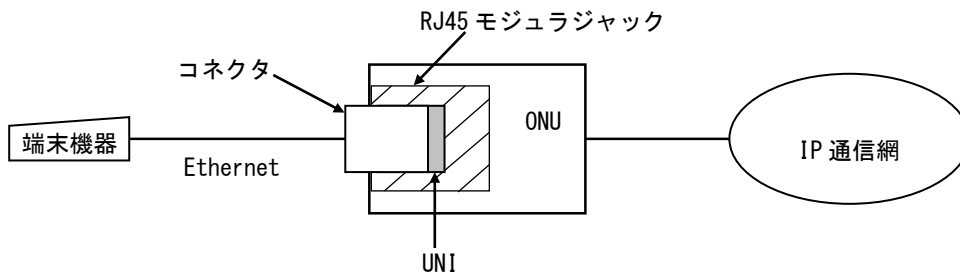 RJ45 モジュラジャック
コネクタ
ONU
端末機器
IP 通信網
Ethernet
UNI